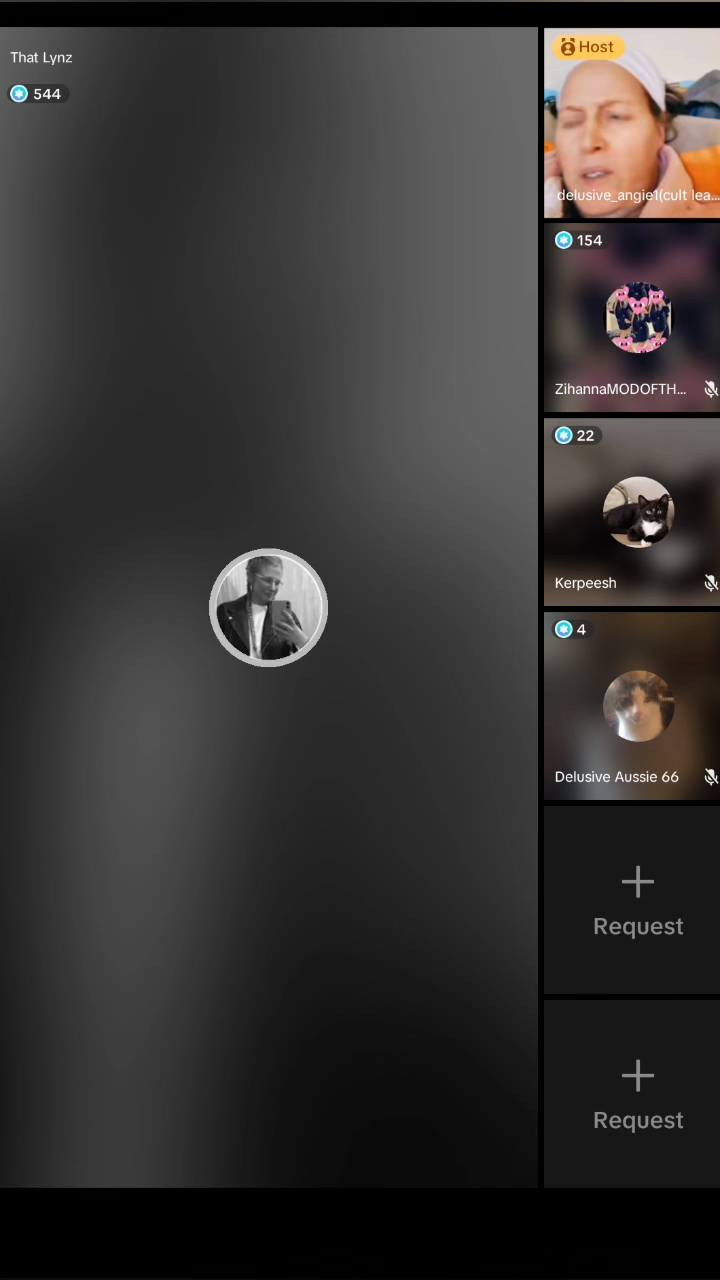 That Lynz
544
Host
delusive_angie1(cult lea...
154
ZihannaMODOFTH...
22
Kerpeesh
4
Delusive Aussie 66
Request
Request